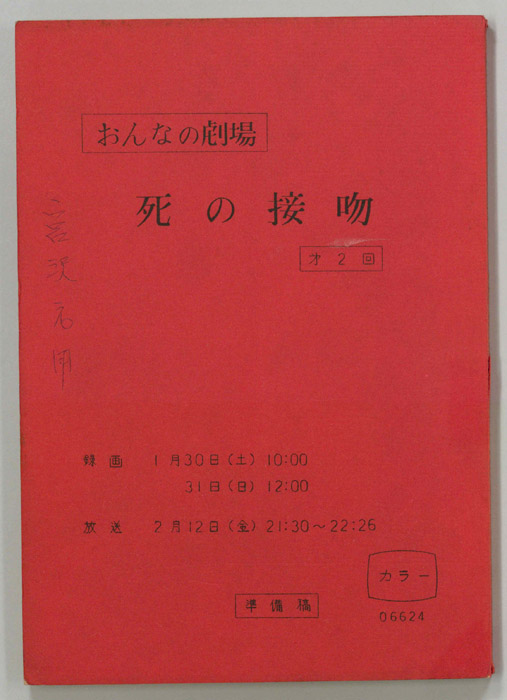 おんなの劇場
死の接吻
才2回
録画 1月30日(土) 10:00
31日(日) 12:00
放送 2月12日(金) 21:30〜22:26
カラー
06624
準備稿